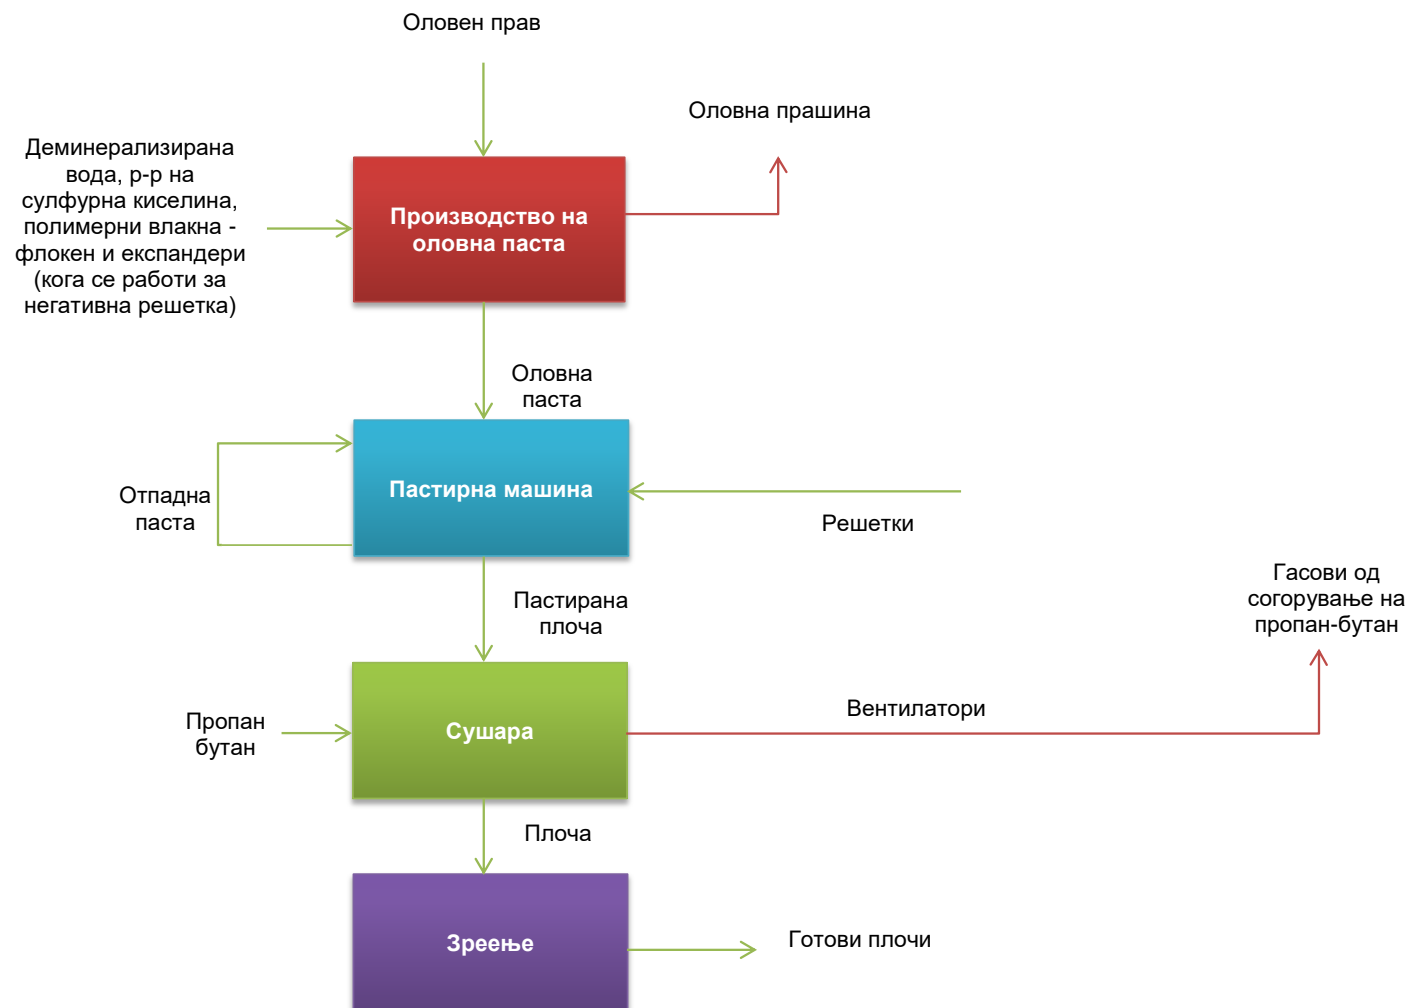 Оловен прав
Оловна прашина
Деминерализирана
вода, р-р на
сулфурна киселина,
полимерни влакна -
флокен и експандери
(кога се работи за
негативна решетка)
Производство на
оловна паста
Оловна
паста
Отпадна
паста
Пастирна машина
Решетки
Пастирана
плоча
Гасови од
согорување на
пропан-бутан
Пропан
бутан
Сушара
Вентилатори
Плоча
Зреење
Готови плочи